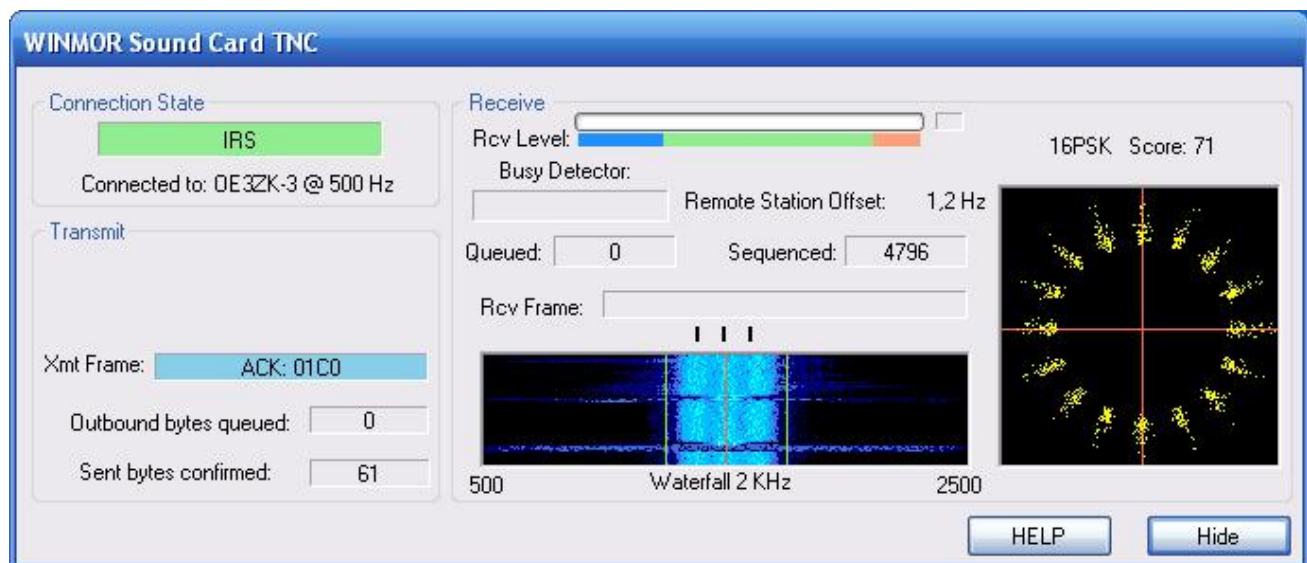 WINMOR Sound Card TNC
Connection State
IRS
Connected to: OE3ZK-3 @ 500 Hz
Transmit
Xmt Frame: ACK: 01C0
Outbound bytes queued: 0
Sent bytes confirmed: 61
Receive
Rcv Level:
Busy Detector:
Remote Station Offset: 1,2 Hz
Queued: 0 Sequenced: 4796
Rcv Frame:
500 Waterfall 2 KHz 2500
16PSK Score: 71
HELP Hide